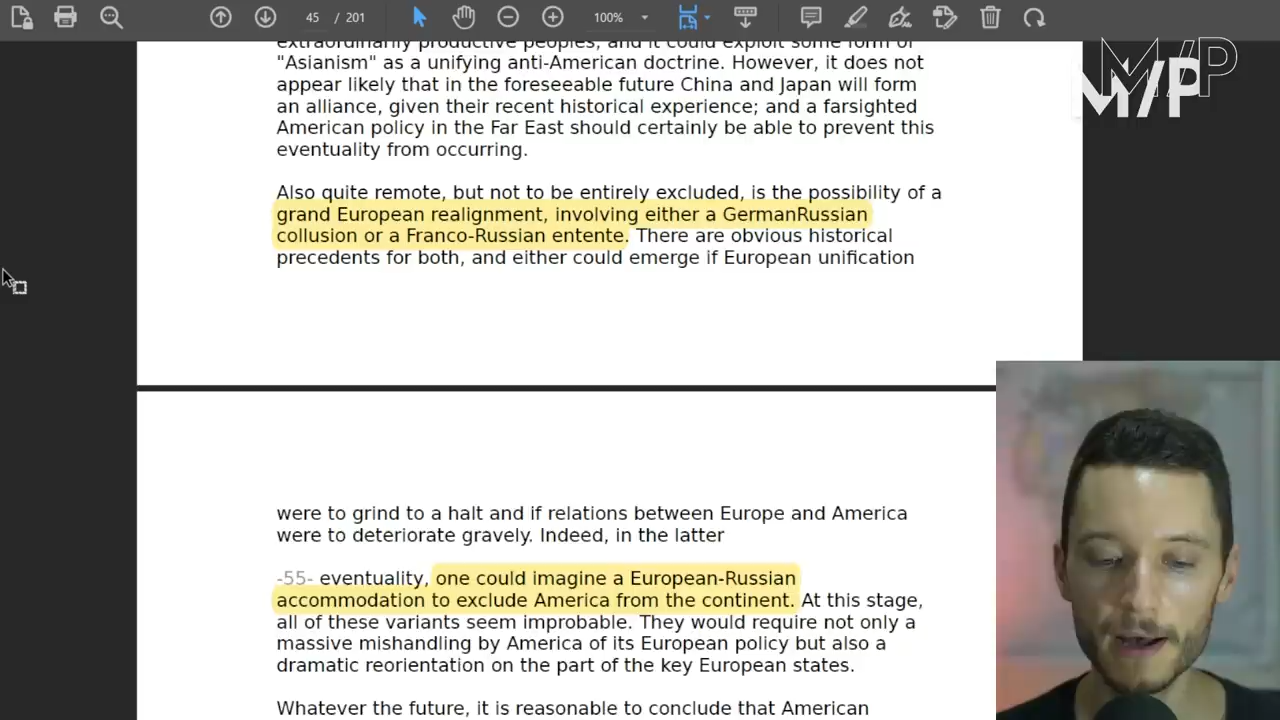 45 / 201
100%
M/P
M/P
extraordinarily productive peoples, and it could exploit some form of
"Asianism" as a unifying anti-American doctrine. However, it does not
appear likely that in the foreseeable future China and Japan will form
an alliance, given their recent historical experience; and a farsighted
American policy in the Far East should certainly be able to prevent this
eventuality from occurring.
Also quite remote, but not to be entirely excluded, is the possibility of a
grand European realignment, involving either a GermanRussian
collusion or a Franco-Russian entente. There are obvious historical
precedents for both, and either could emerge if European unification
were to grind to a halt and if relations between Europe and America
were to deteriorate gravely. Indeed, in the latter
-55- eventuality, one could imagine a European-Russian
accommodation to exclude America from the continent. At this stage,
all of these variants seem improbable. They would require not only a
massive mishandling by America of its European policy but also a
dramatic reorientation on the part of the key European states.
Whatever the future, it is reasonable to conclude that American